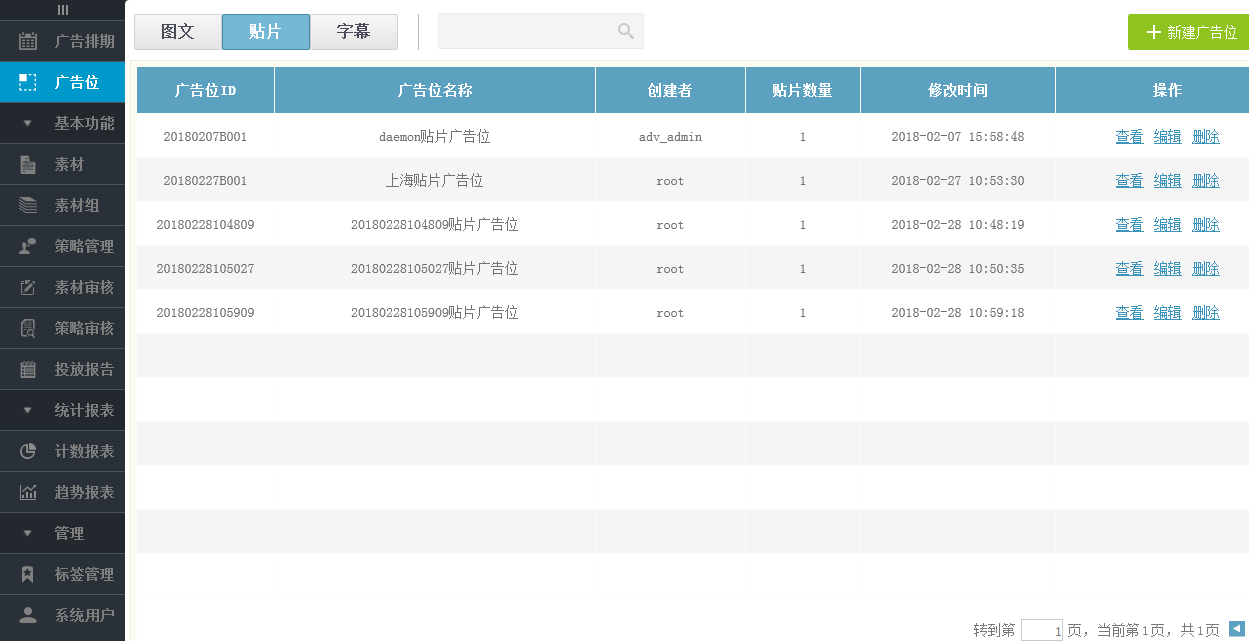 广告排期
广告位
基本功能
素材
素材组
策略管理
素材审核
策略审核
投放报告
统计报表
计数报表
趋势报表
管理
标签管理
系统用户
图文 贴片 字幕 新建广告位
广告位ID 广告位名称 创建者 贴片数量 修改时间 操作
20180207B001 daemon贴片广告位 adv_admin 1 2018-02-07 15:58:48 查看 编辑 删除
20180227B001 上海贴片广告位 root 1 2018-02-27 10:53:30 查看 编辑 删除
20180228104809 20180228104809贴片广告位 root 1 2018-02-28 10:48:19 查看 编辑 删除
20180228105027 20180228105027贴片广告位 root 1 2018-02-28 10:50:35 查看 编辑 删除
20180228105909 20180228105909贴片广告位 root 1 2018-02-28 10:59:18 查看 编辑 删除
转到第 1 页，当前第1页，共1页